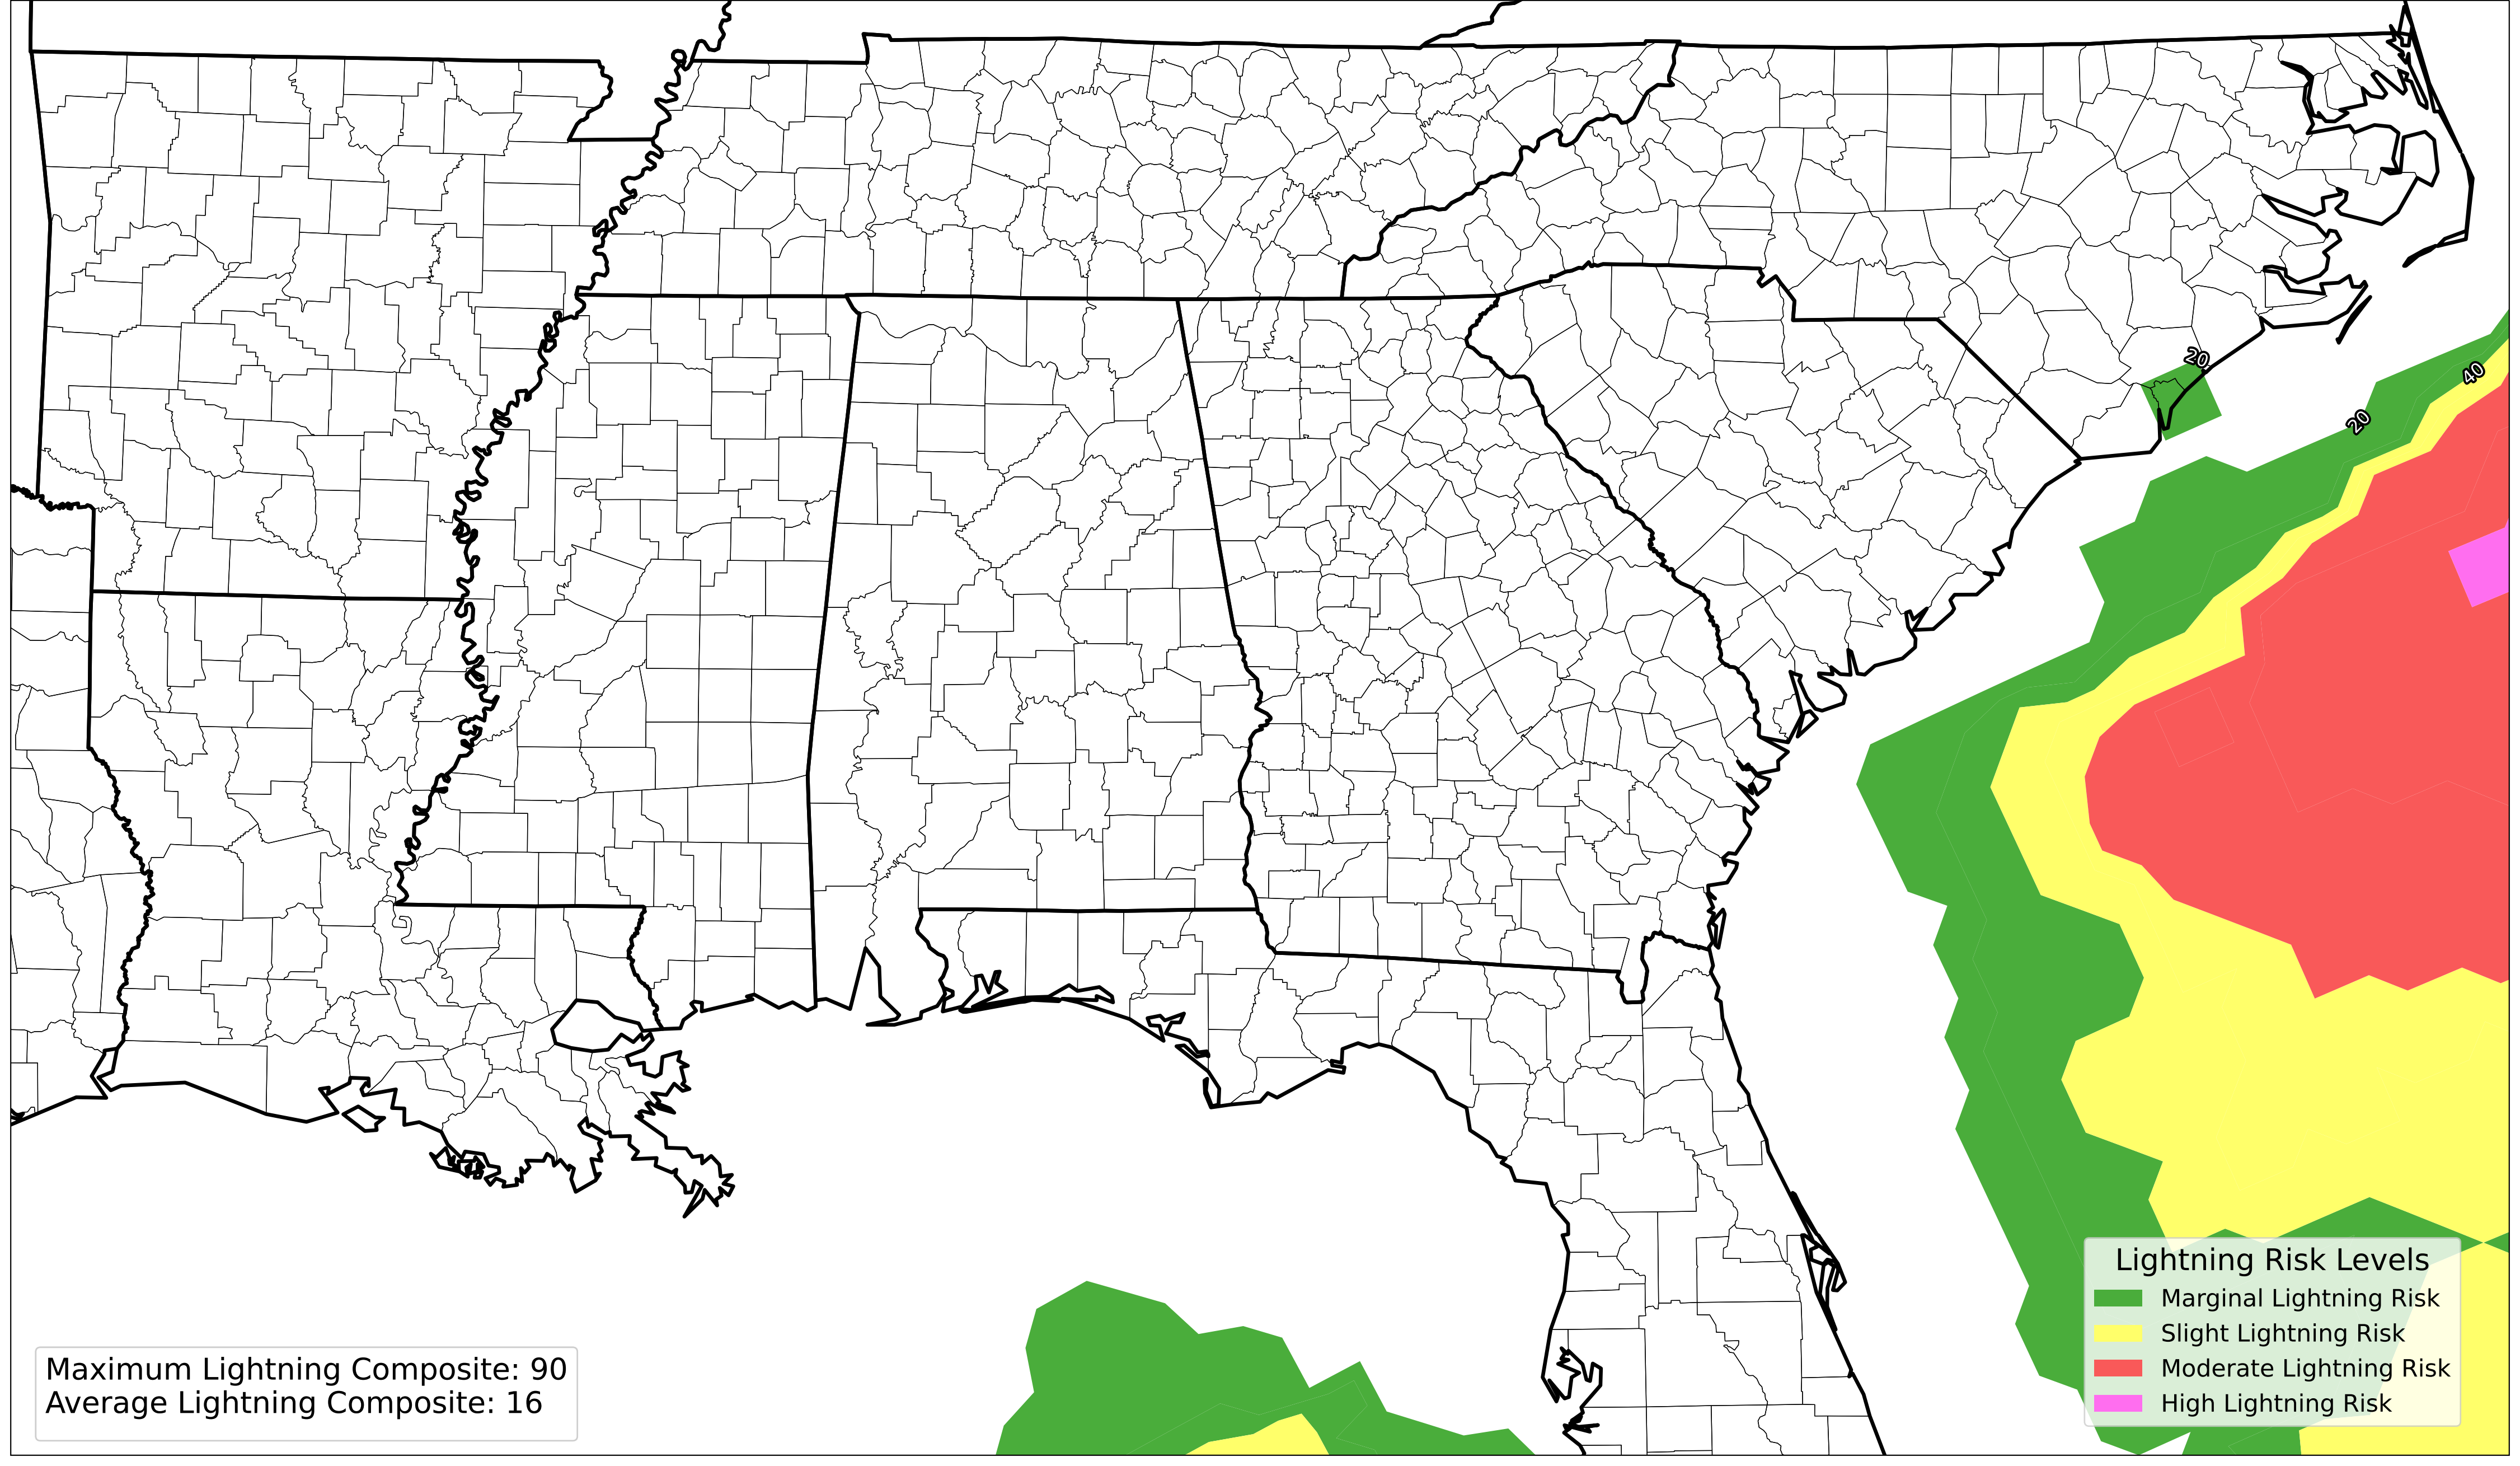 20
40
20
Lightning Risk Levels
Marginal Lightning Risk
Slight Lightning Risk
Moderate Lightning Risk
High Lightning Risk
Maximum Lightning Composite: 90
Average Lightning Composite: 16